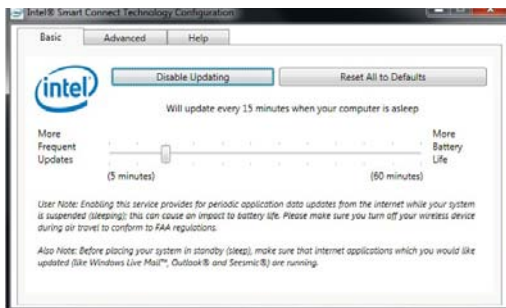 Intel® Smart Connect Technology Configuration
Basic
Advanced
Help
intel
Disable Updating
Reset All to Defaults
Will update every 15 minutes when your computer is asleep
More
Frequent
Updates
More
Battery
Life
(5 minutes)
(60 minutes)
User Note: Enabling this service provides for periodic application data updates from the internet while your system
is suspended (sleeping); this can cause an impact to battery life. Please make sure you turn off your wireless device
during air travel to conform to FAA regulations.
Also Note: Before placing your system in standby (sleep), make sure that internet applications which you would like
updated (like Windows Live Mail™, Outlook® and Seesmic®) are running.